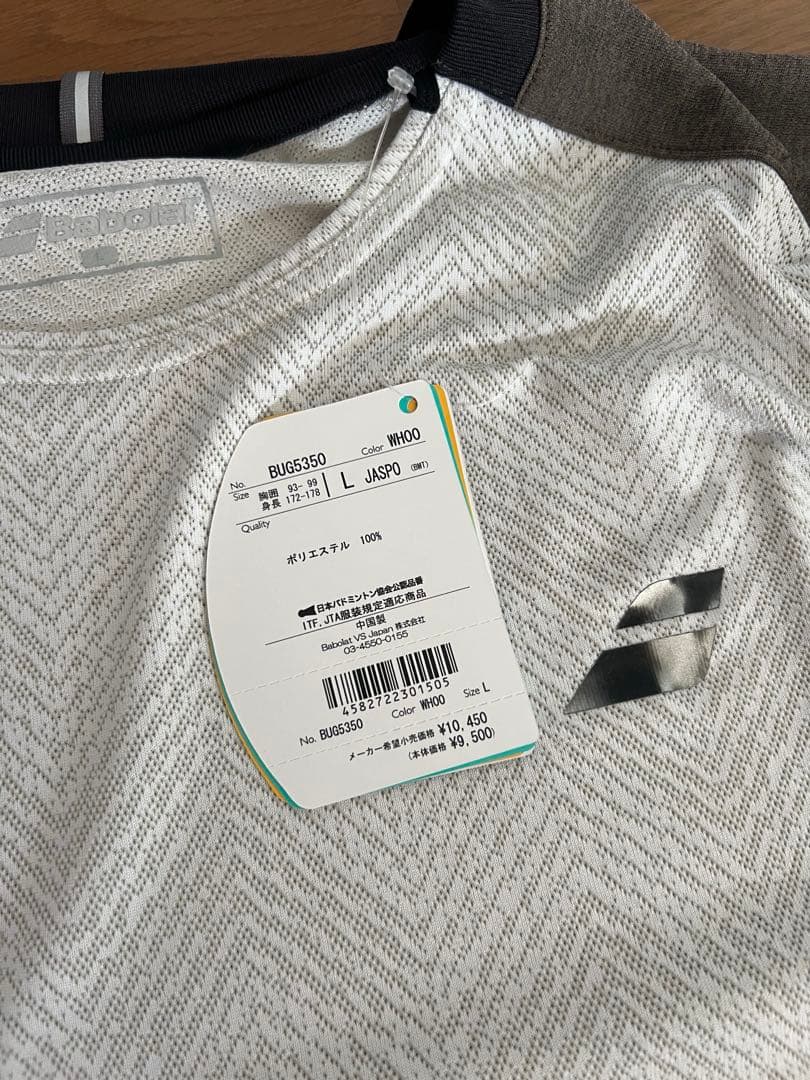 Babolat
L
No. BUG5350 Color WH00
Size 胸囲 93- 99 L JASPO (BMT)
身長 172-178
Quality
ポリエステル 100%
日本バドミントン協会公認品番
ITF.JTA服装規定適応商品
中国製
Babolat VS Japan 株式会社
03-4550-0155
4582722301505
No. BUG5350 Color WH00 Size L
メーカー希望小売価格 ¥10,450
(本体価格 ¥9,500)